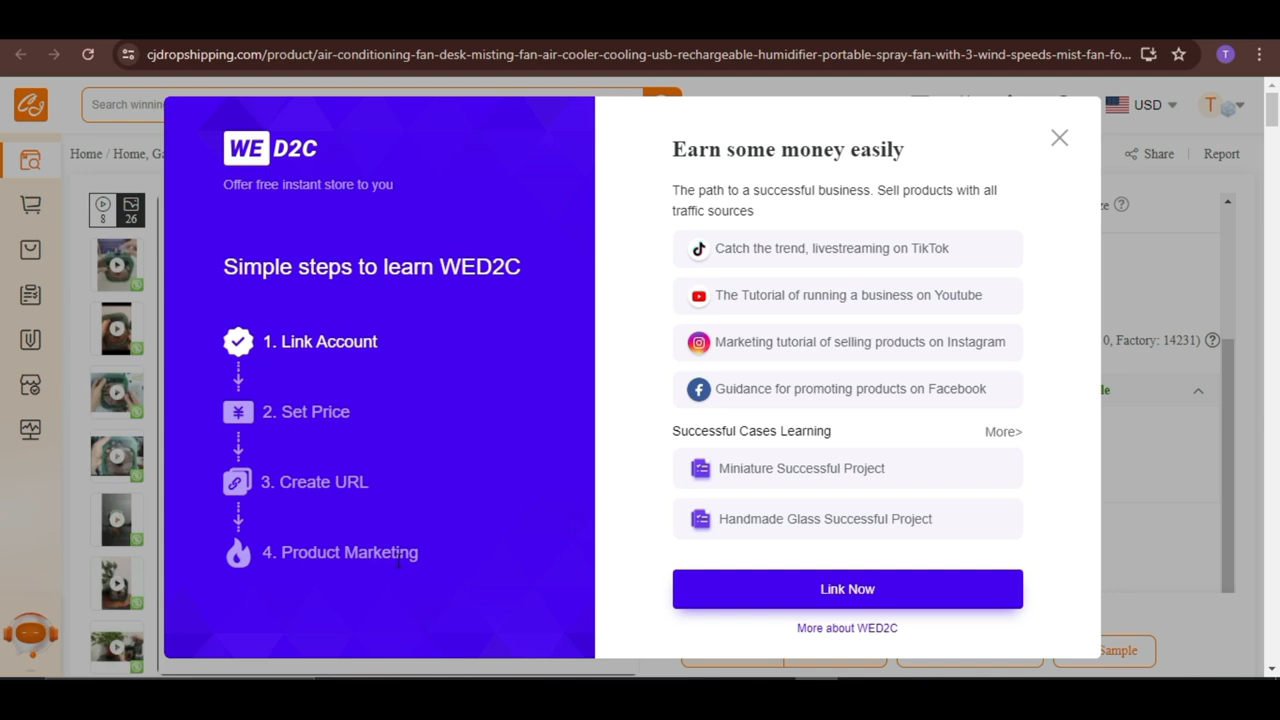 cjdropshipping.com/product/air-conditioning-fan-desk-misting-fan-air-cooler-cooling-usb-rechargeable-humidifier-portable-spray-fan-with-3-wind-speeds-mist-fan-fo...
T
CJ
Search winnin
USD
T
Home / Home, Ga
Share
Report
8
26
WE D2C
Offer free instant store to you
Simple steps to learn WED2C
1. Link Account
¥
2. Set Price
3. Create URL
4. Product Marketing
Earn some money easily
The path to a successful business. Sell products with all
traffic sources
Catch the trend, livestreaming on TikTok
The Tutorial of running a business on Youtube
Marketing tutorial of selling products on Instagram
Guidance for promoting products on Facebook
Successful Cases Learning
More>
Miniature Successful Project
Handmade Glass Successful Project
Link Now
More about WED2C
ze ?
0, Factory: 14231) ?
le
Sample